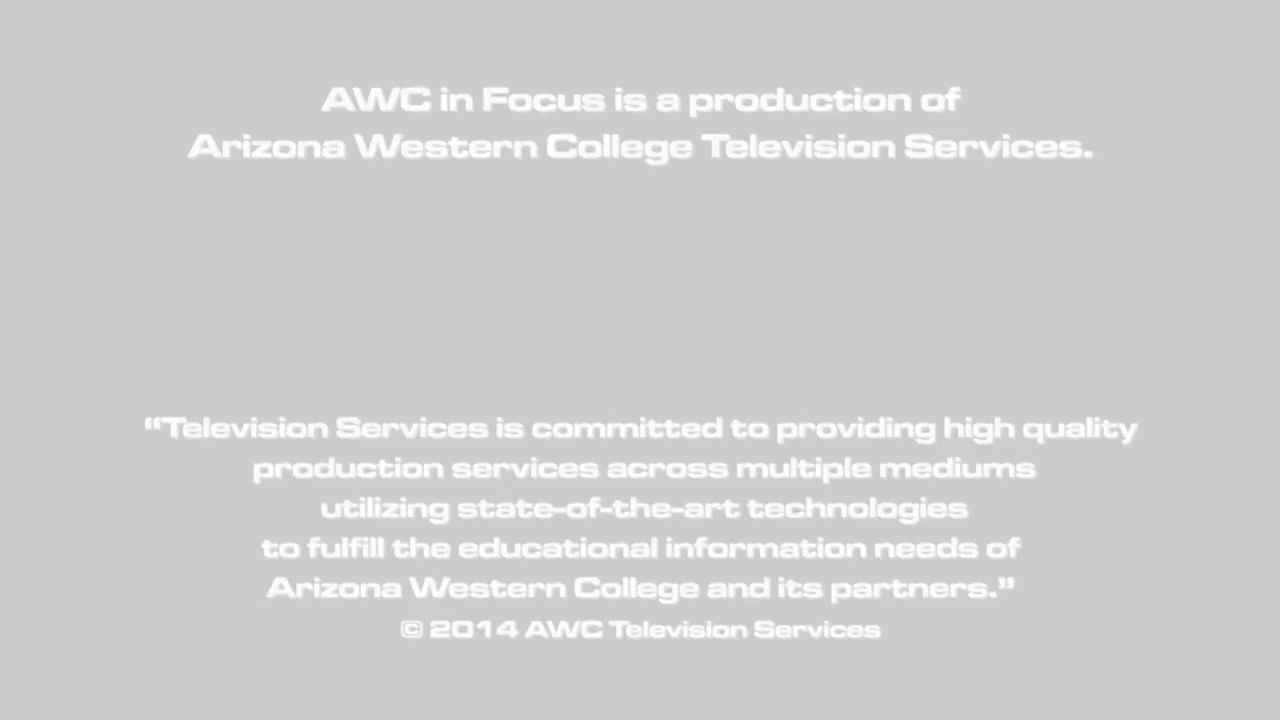 AWC in Focus is a production of
Arizona Western College Television Services.
“Television Services is committed to providing high quality
production services across multiple mediums
utilizing state-of-the-art technologies
to fulfill the educational information needs of
Arizona Western College and its partners.”
© 2014 AWC Television Services